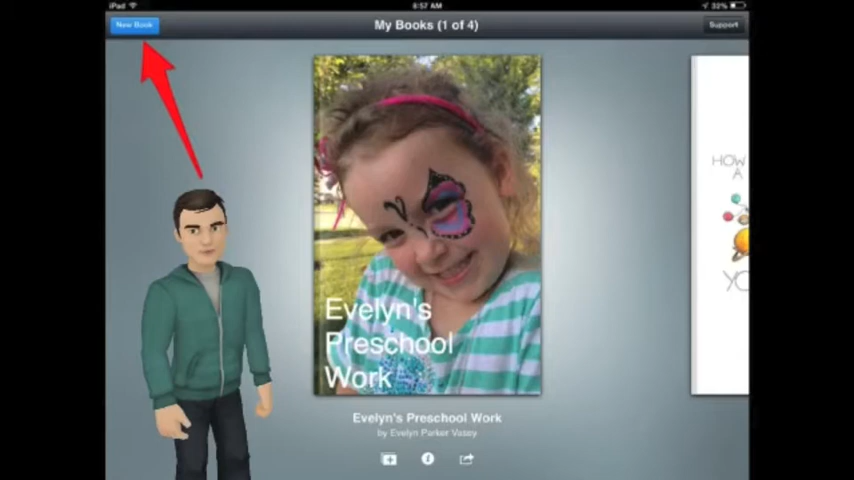 iPad 8:57 AM 32%
New Book My Books (1 of 4) Support
Evelyn's
Preschool
Work
HOW
A
YO
Evelyn's Preschool Work
by Evelyn Parker Vasey